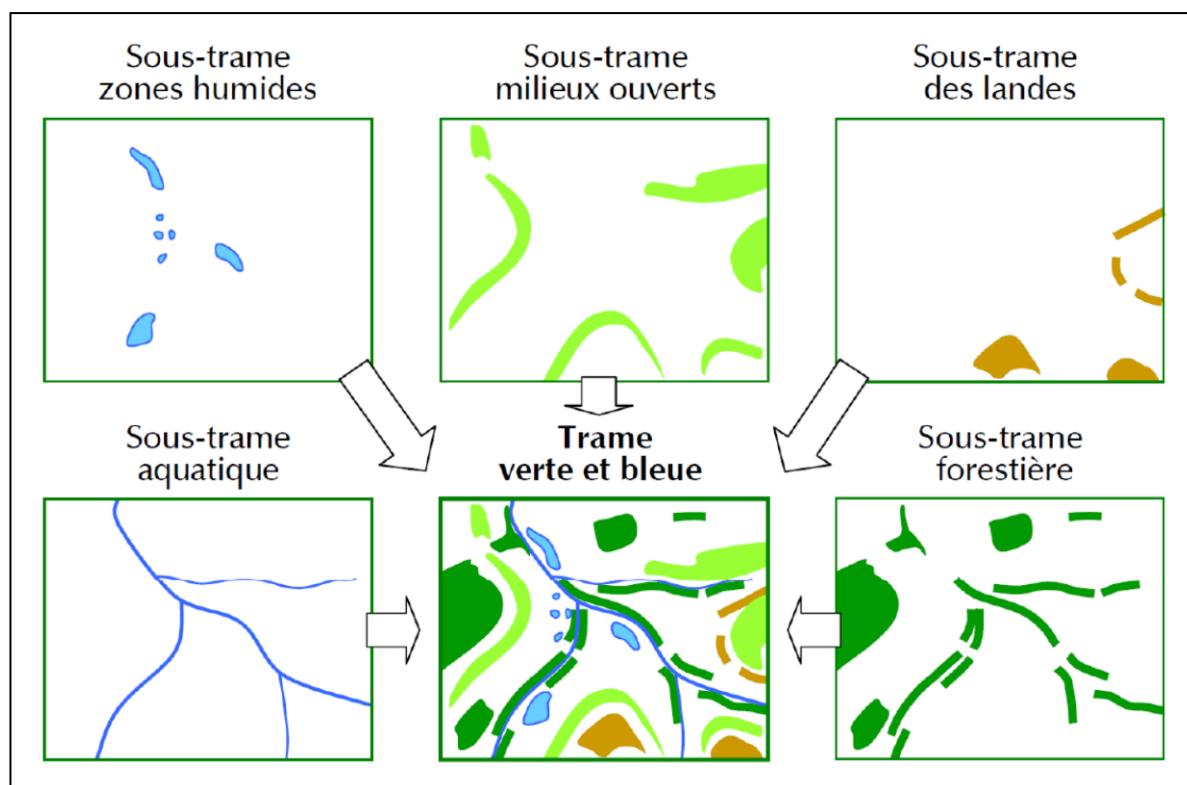 Sous-trame
zones humides
Sous-trame
milieux ouverts
Sous-trame
des landes
Sous-trame
aquatique
Trame
verte et bleue
Sous-trame
forestière